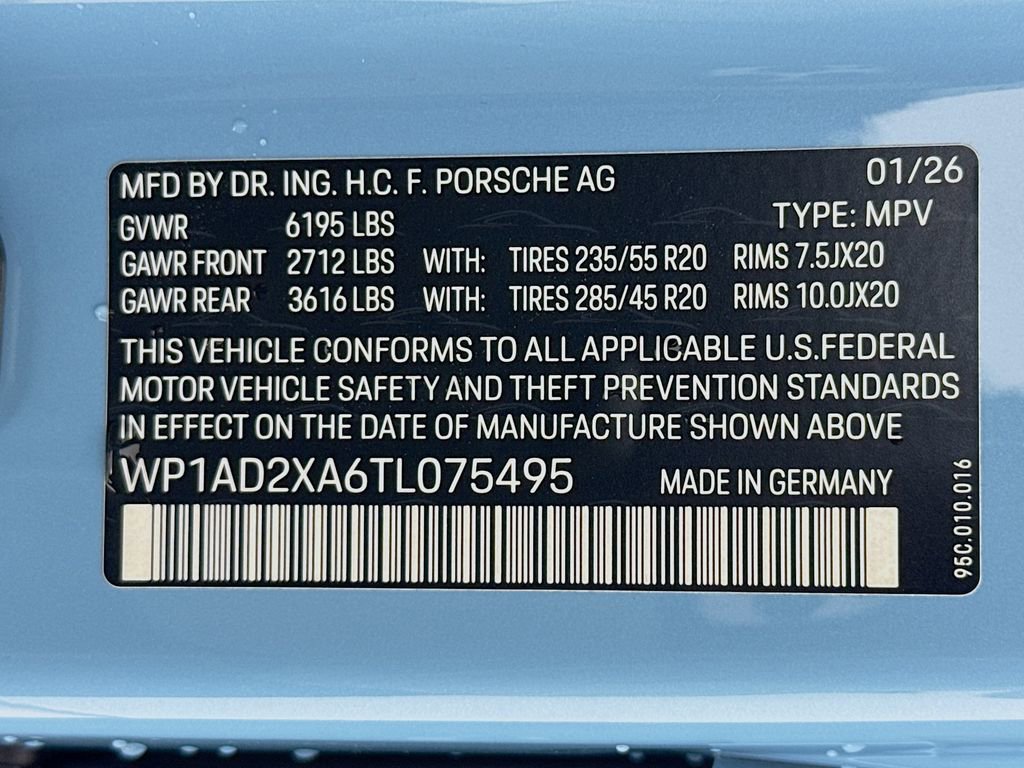 MFD BY DR. ING. H.C. F. PORSCHE AG 01/26
GVWR 6195 LBS TYPE: MPV
GAWR FRONT 2712 LBS WITH: TIRES 235/55 R20 RIMS 7.5JX20
GAWR REAR 3616 LBS WITH: TIRES 285/45 R20 RIMS 10.0JX20
THIS VEHICLE CONFORMS TO ALL APPLICABLE U.S.FEDERAL
MOTOR VEHICLE SAFETY AND THEFT PREVENTION STANDARDS
IN EFFECT ON THE DATE OF MANUFACTURE SHOWN ABOVE
WP1AD2XA6TL075495 MADE IN GERMANY
95C.010.016